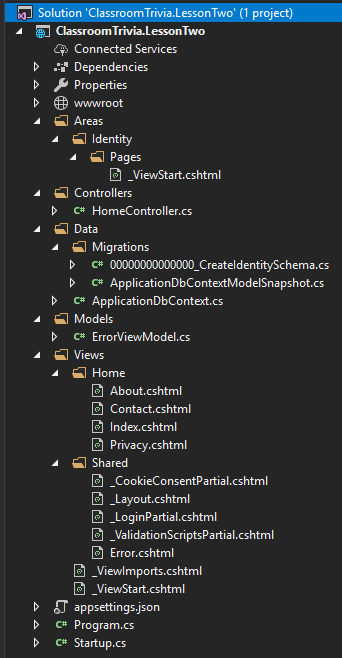 Solution 'ClassroomTrivia.LessonTwo' (1 project)
ClassroomTrivia.LessonTwo
Connected Services
Dependencies
Properties
wwwroot
Areas
Identity
Pages
_ViewStart.cshtml
Controllers
C# HomeController.cs
Data
Migrations
C# 00000000000000_CreateIdentitySchema.cs
C# ApplicationDbContextModelSnapshot.cs
C# ApplicationDbContext.cs
Models
C# ErrorViewModel.cs
Views
Home
About.cshtml
Contact.cshtml
Index.cshtml
Privacy.cshtml
Shared
_CookieConsentPartial.cshtml
_Layout.cshtml
_LoginPartial.cshtml
_ValidationScriptsPartial.cshtml
Error.cshtml
_ViewImports.cshtml
_ViewStart.cshtml
appsettings.json
C# Program.cs
C# Startup.cs